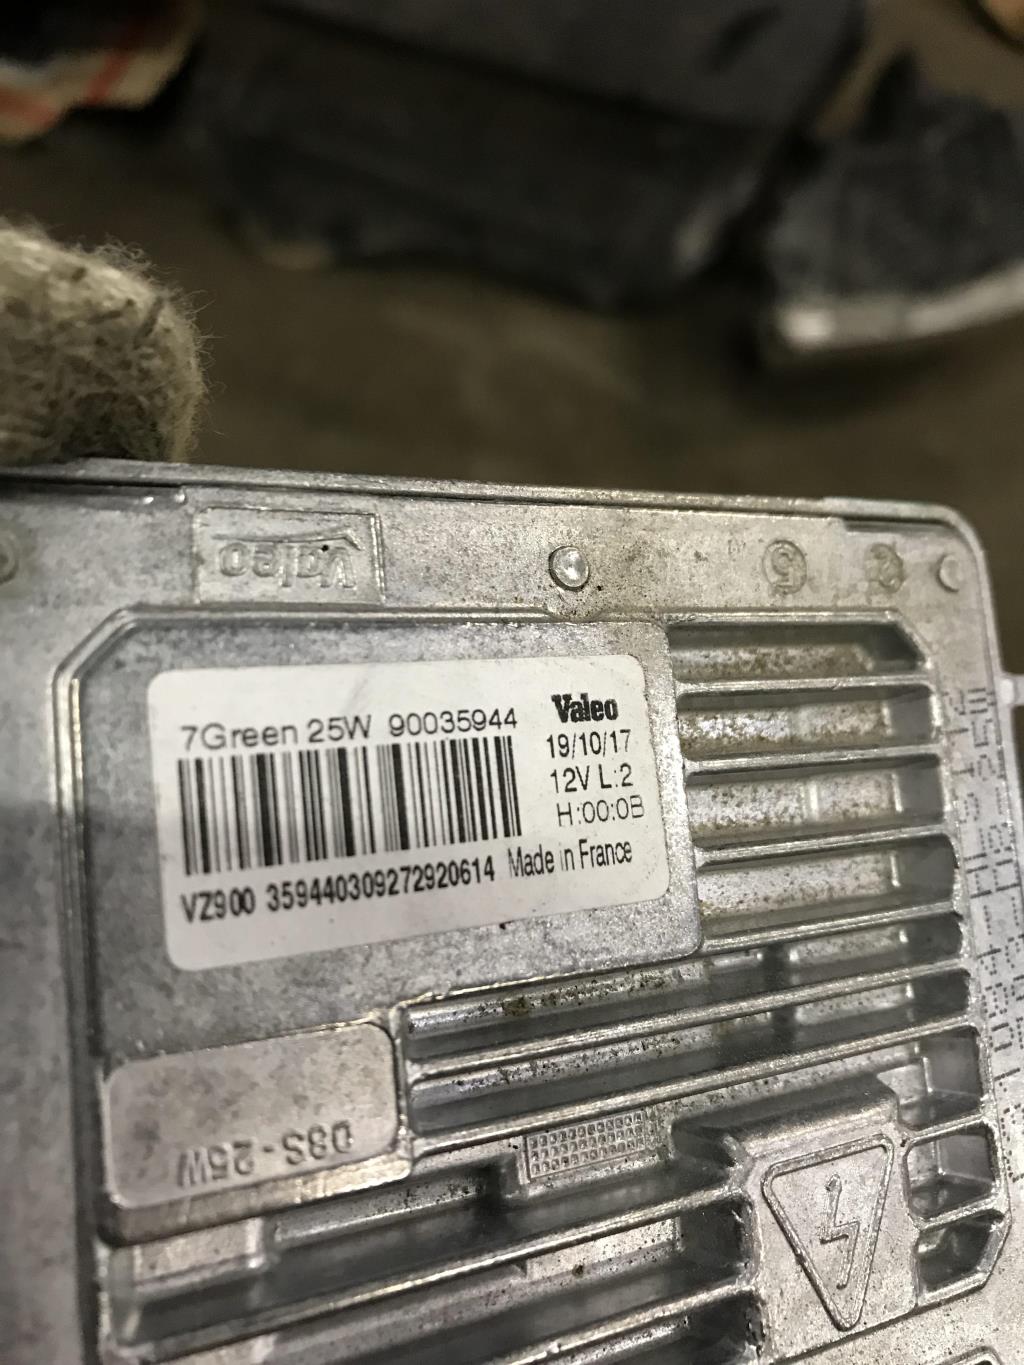 Valeo
5
7Green 25W 90035944
Valeo
19/10/17
12V L:2
H:00:0B
VZ900 359440309272920614 Made in France
D8S - 25W